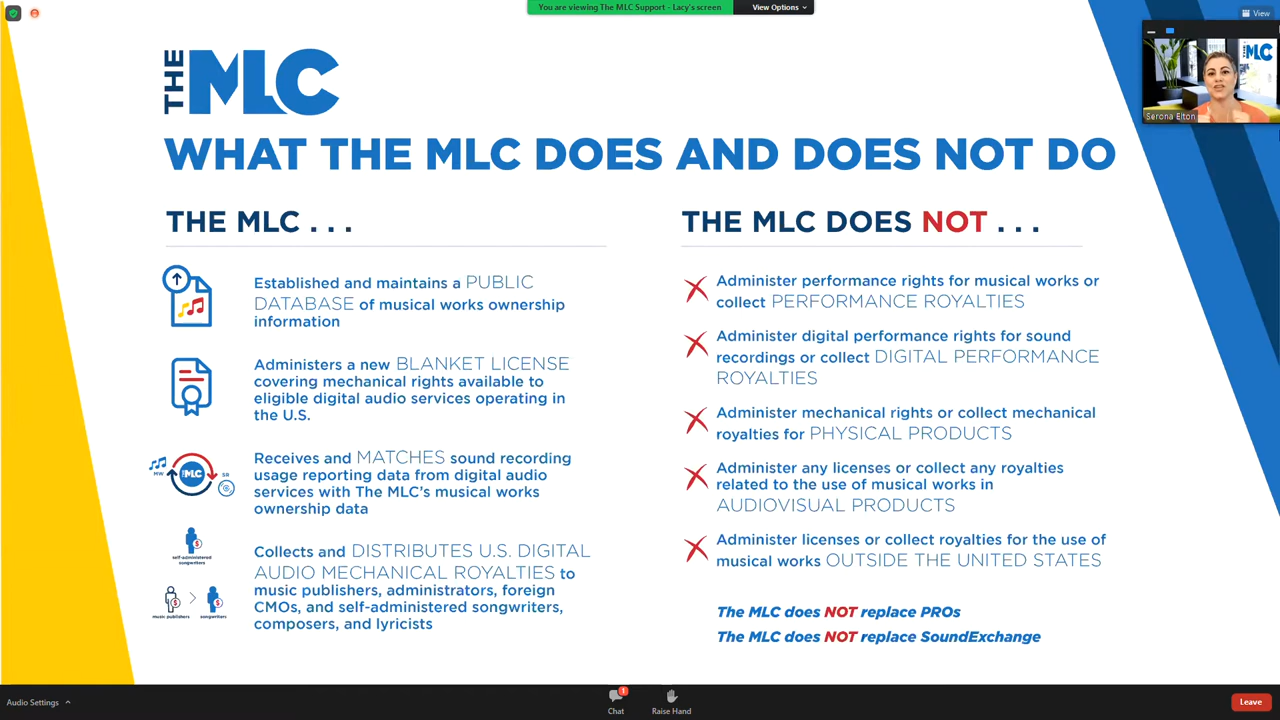 You are viewing The MLC Support - Lacy's screen
View Options
View
THE MLC
Serona Elton
WHAT THE MLC DOES AND DOES NOT DO
THE MLC . . .
Established and maintains a PUBLIC
DATABASE of musical works ownership
information
Administers a new BLANKET LICENSE
covering mechanical rights available to
eligible digital audio services operating in
the U.S.
MW
THE MLC
SR
Receives and MATCHES sound recording
usage reporting data from digital audio
services with The MLC's musical works
ownership data
self-administered
songwriters
music publishers
songwriters
Collects and DISTRIBUTES U.S. DIGITAL
AUDIO MECHANICAL ROYALTIES to
music publishers, administrators, foreign
CMOs, and self-administered songwriters,
composers, and lyricists
THE MLC DOES NOT . . .
Administer performance rights for musical works or
collect PERFORMANCE ROYALTIES
Administer digital performance rights for sound
recordings or collect DIGITAL PERFORMANCE
ROYALTIES
Administer mechanical rights or collect mechanical
royalties for PHYSICAL PRODUCTS
Administer any licenses or collect any royalties
related to the use of musical works in
AUDIOVISUAL PRODUCTS
Administer licenses or collect royalties for the use of
musical works OUTSIDE THE UNITED STATES
The MLC does NOT replace PROs
The MLC does NOT replace SoundExchange
Audio Settings
1
Chat
Raise Hand
Leave